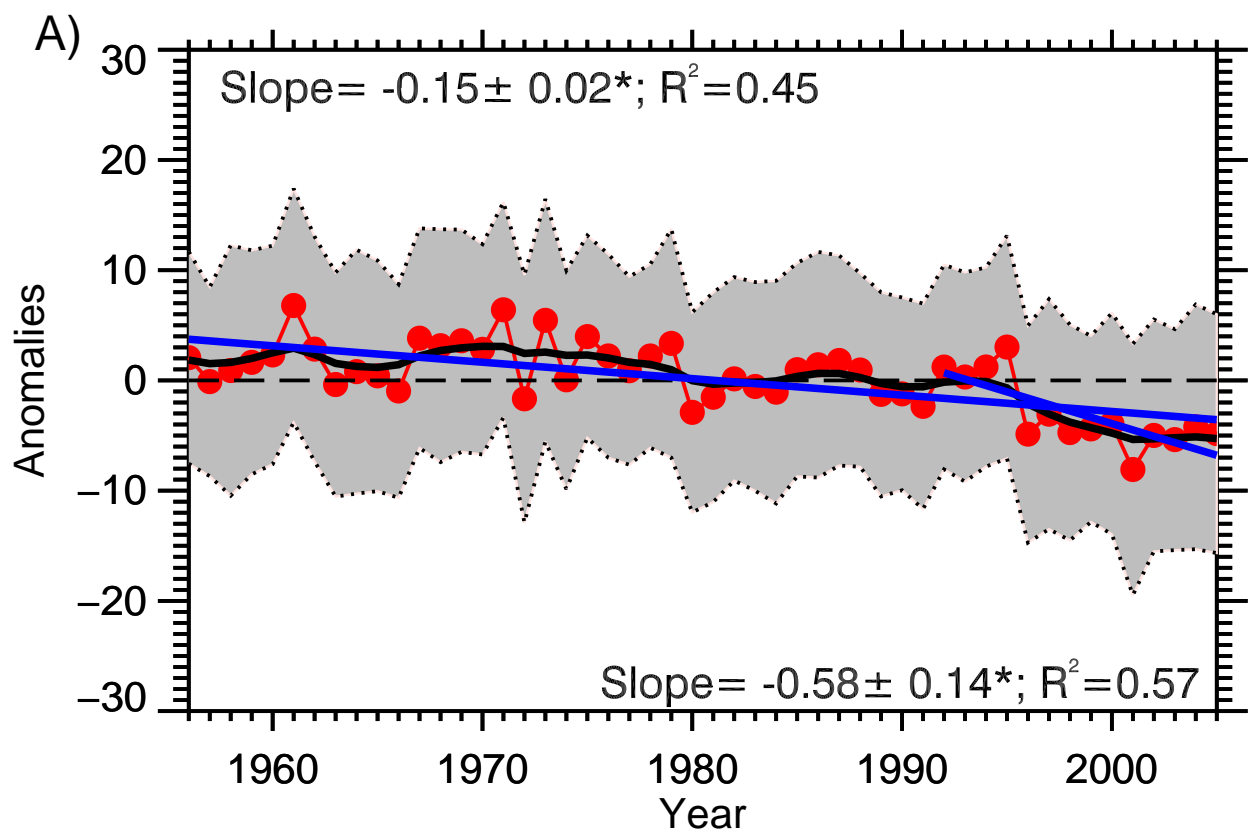 A)
Slope= -0.15± 0.02*; R²=0.45
30
20
10
0
−10
−20
−30
Anomalies
Slope= -0.58± 0.14*; R²=0.57
1960 1970 1980 1990 2000
Year